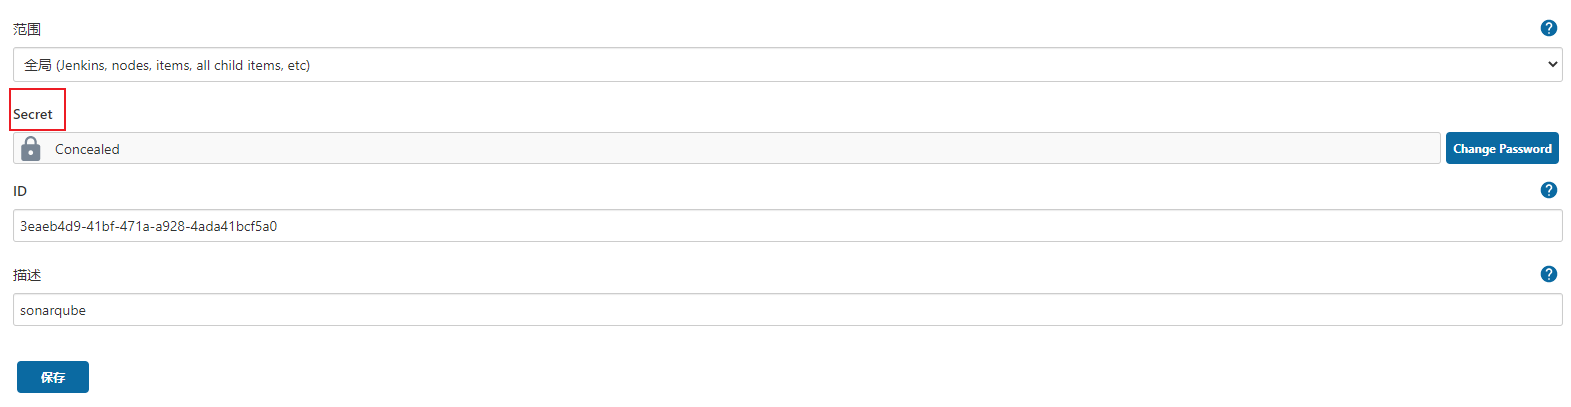 范围
全局 (Jenkins, nodes, items, all child items, etc)
Secret
Concealed
Change Password
ID
3eaeb4d9-41bf-471a-a928-4ada41bcf5a0
描述
sonarqube
保存